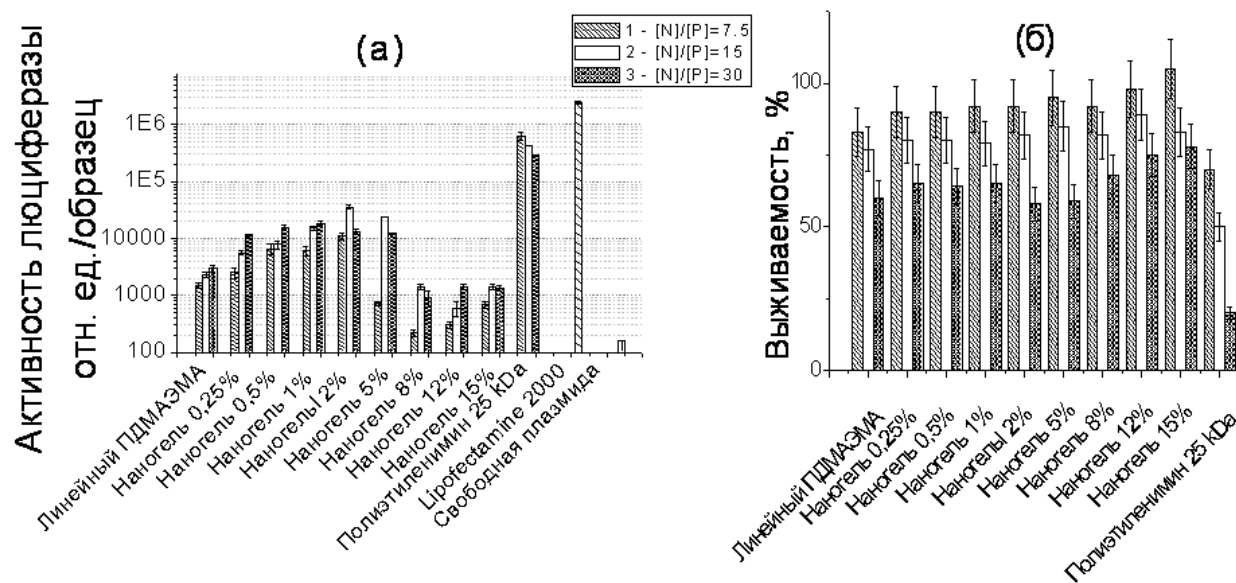 Активность люциферазы
отн. ед./образец
(а)
1 - [N]/[P]=7.5
2 - [N]/[P]=15
3 - [N]/[P]=30
1E6
1E5
10000
1000
100
Линейный ПДМАЭМА
Наногель 0,25%
Наногель 0,5%
Наногель 1%
НаногельI 2%
Наногель 5%
Наногель 8%
Наногель 12%
Наногель 15%
Полиэтиленимин 25 kDa
Lipofectamine 2000
Свободная плазмида
(б)
Выживаемость, %
100
50
0
Линейный ПДМАЭМА
Наногель 0,25%
Наногель 0,5%
Наногель 1%
НаногельI 2%
Наногель 5%
Наногель 8%
Наногель 12%
Наногель 15%
Полиэтиленимин 25 kDa